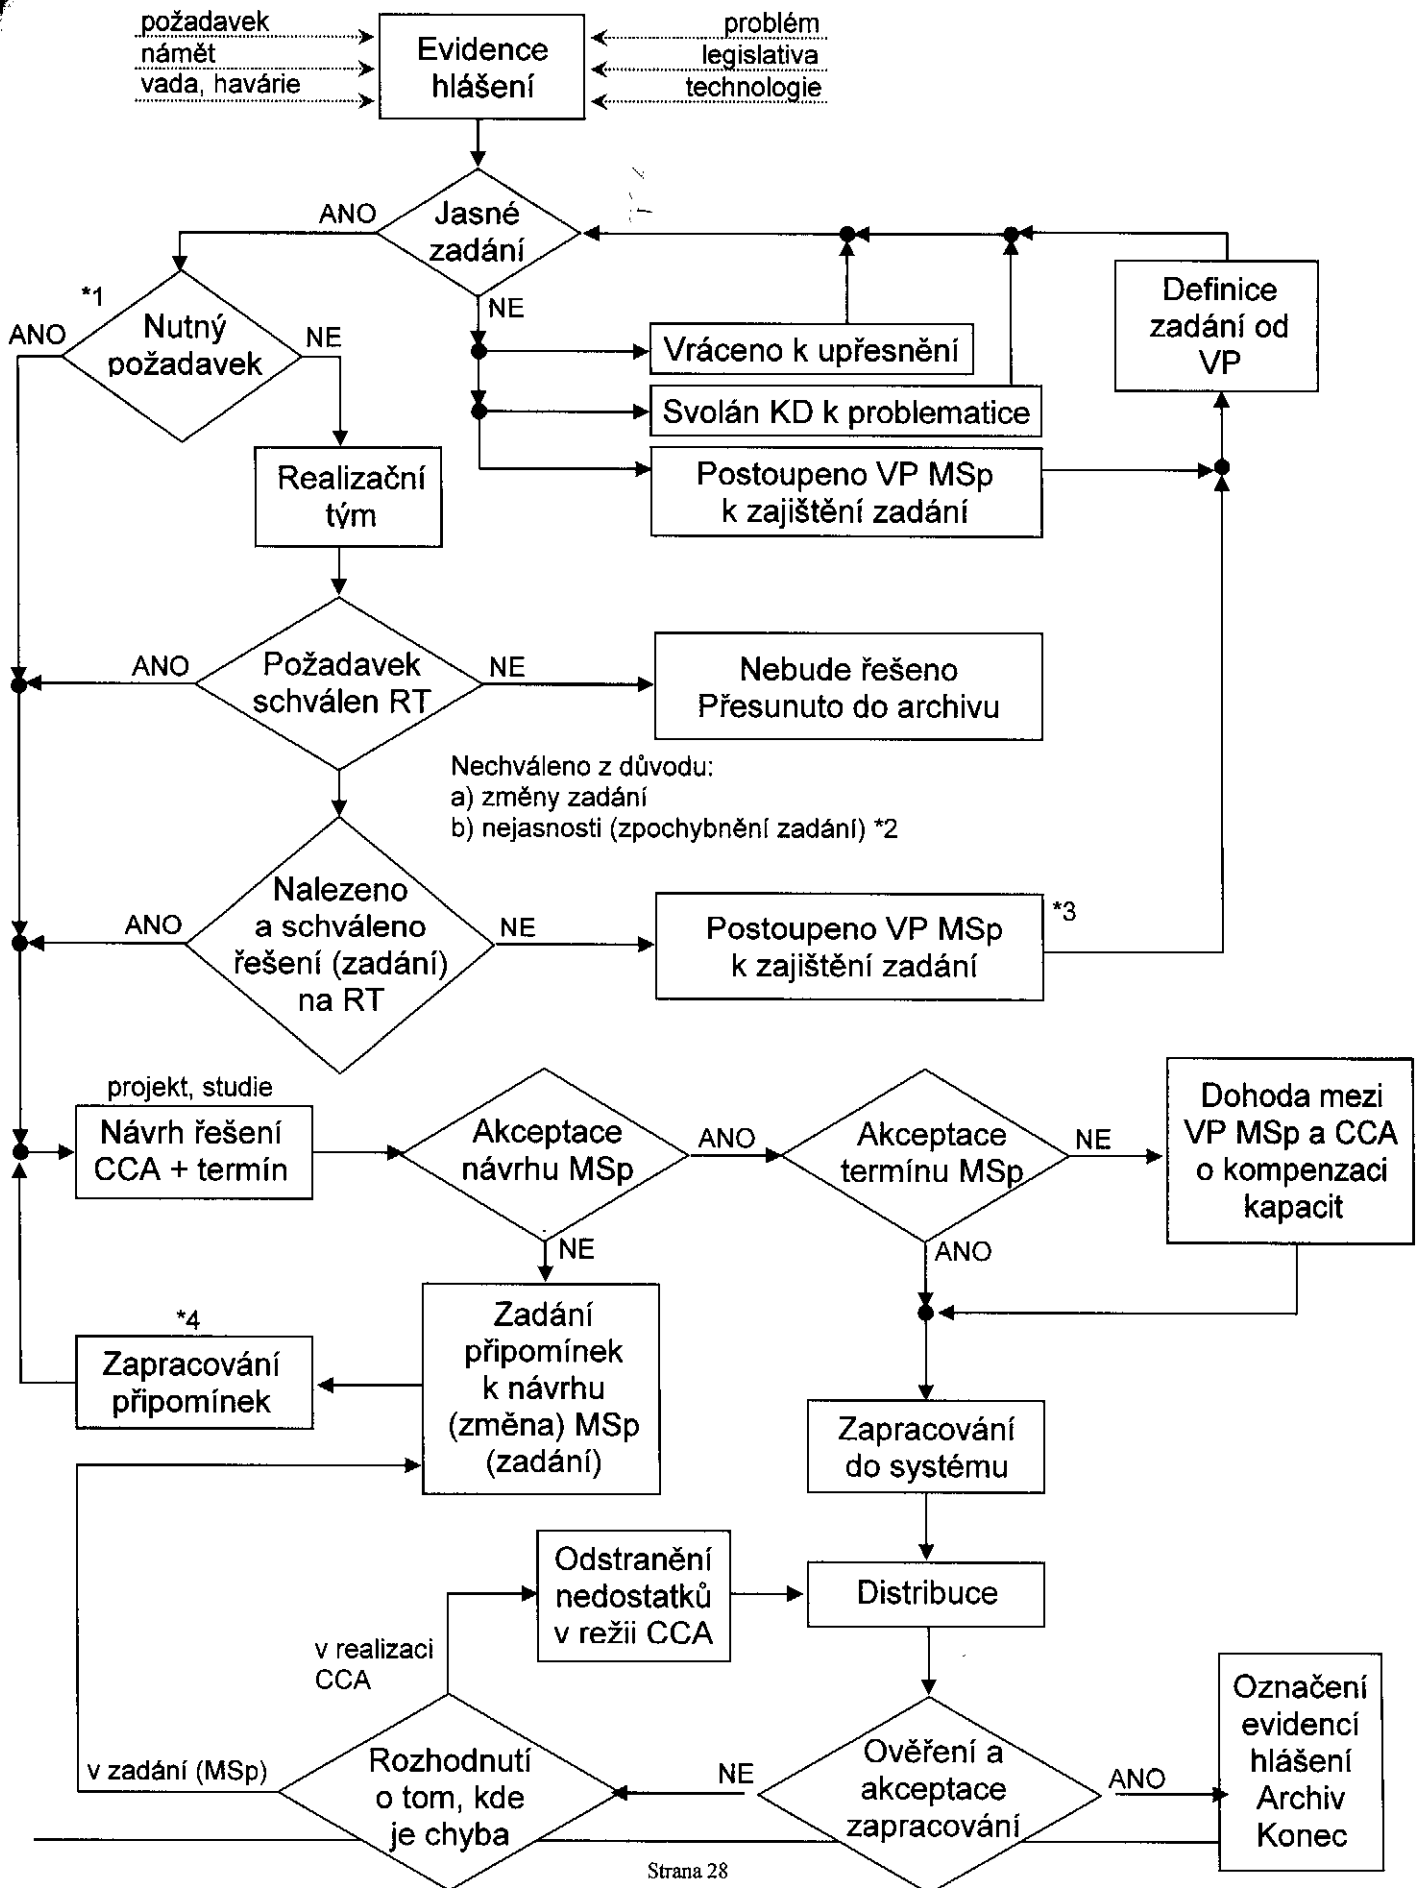 požadavek
námět
vada, havárie
Evidence
hlášení
problém
legislativa
technologie
ANO
Jasné
zadání
NE
*1
ANO
Nutný
požadavek
NE
Vráceno k upřesnění
Svolán KD k problematice
Postoupeno VP MSp
k zajištění zadání
Definice
zadání od
VP
Realizační
tým
ANO
Požadavek
schválen RT
NE
Nebude řešeno
Přesunuto do archivu
Nechváleno z důvodu:
a) změny zadání
b) nejasnosti (zpochybnění zadání) *2
ANO
Nalezeno
a schváleno
řešení (zadání)
na RT
NE
Postoupeno VP MSp
k zajištění zadání
*3
projekt, studie
Návrh řešení
CCA + termín
Akceptace
návrhu MSp
ANO
NE
Akceptace
termínu MSp
NE
ANO
Dohoda mezi
VP MSp a CCA
o kompenzaci
kapacit
*4
Zapracování
připomínek
Zadání
připomínek
k návrhu
(změna) MSp
(zadání)
Zapracování
do systému
Odstranění
nedostatků
v režii CCA
Distribuce
v realizaci
CCA
v zadání (MSp)
Rozhodnutí
o tom, kde
je chyba
NE
Ověření a
akceptace
zapracování
ANO
Označení
evidencí
hlášení
Archiv
Konec
Strana 28